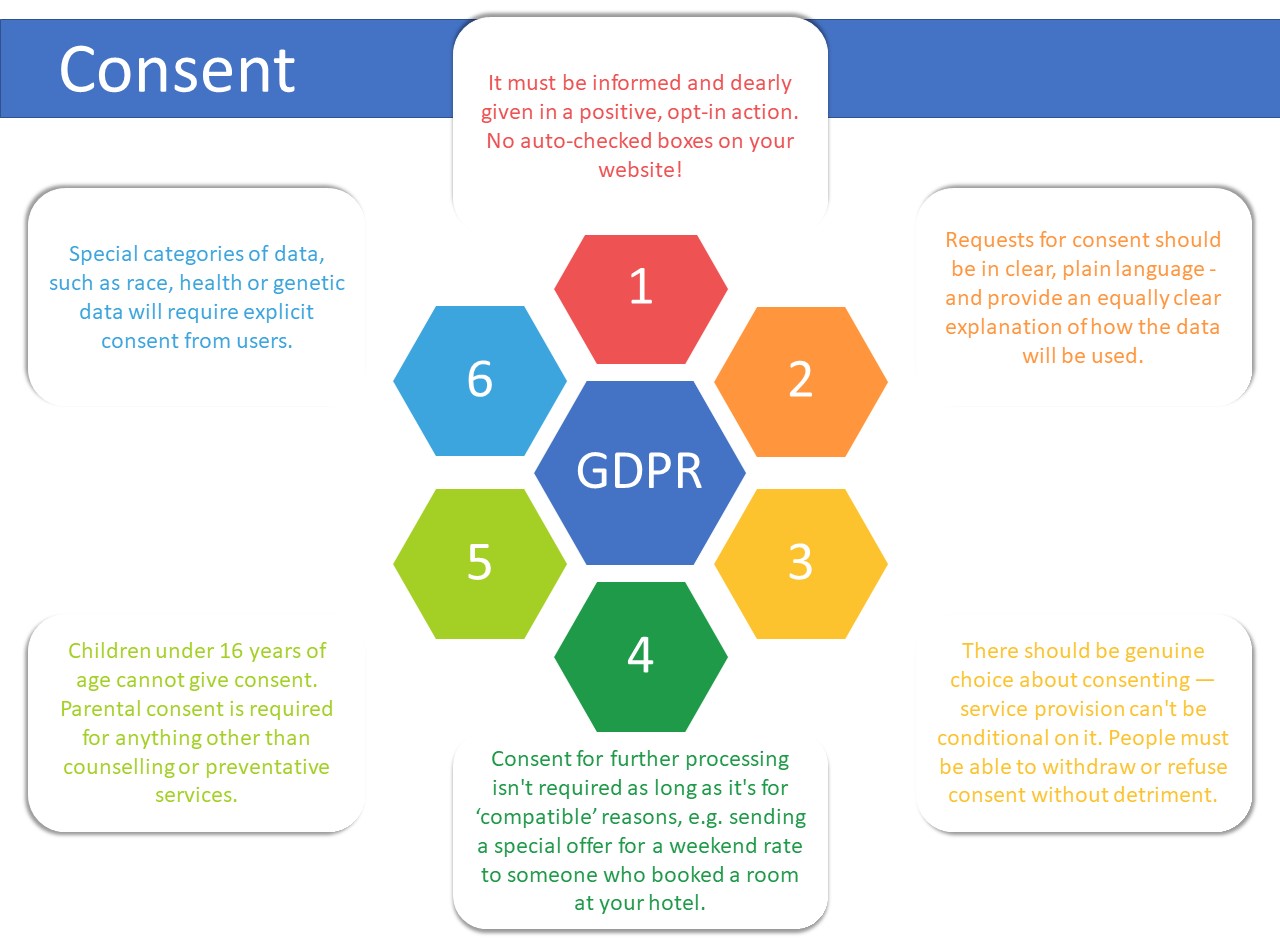 Consent
It must be informed and dearly
given in a positive, opt-in action.
No auto-checked boxes on your
website!
Special categories of data,
such as race, health or genetic
data will require explicit
consent from users.
Requests for consent should
be in clear, plain language -
and provide an equally clear
explanation of how the data
will be used.
1
6
2
GDPR
5
3
4
Children under 16 years of
age cannot give consent.
Parental consent is required
for anything other than
counselling or preventative
services.
There should be genuine
choice about consenting —
service provision can't be
conditional on it. People must
be able to withdraw or refuse
consent without detriment.
Consent for further processing
isn't required as long as it's for
‘compatible’ reasons, e.g. sending
a special offer for a weekend rate
to someone who booked a room
at your hotel.